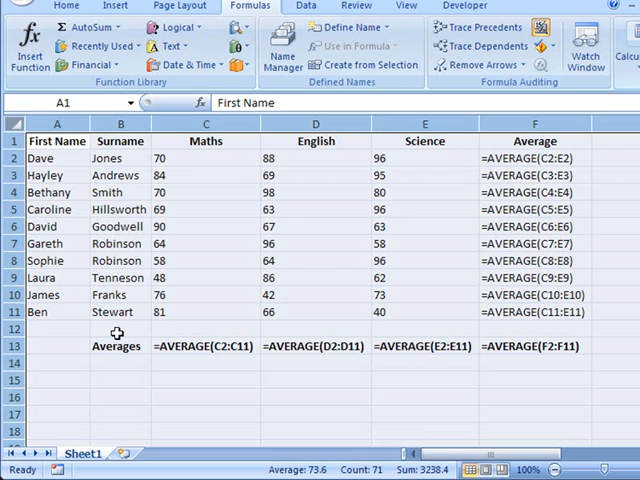 Home Insert Page Layout Formulas Data Review View Developer
fx Σ AutoSum Logical Define Name Trace Precedents
Insert Function Recently Used Text Name Manager Use in Formula Trace Dependents Watch Window
Financial Date & Time Create from Selection Remove Arrows
Function Library Defined Names Formula Auditing
A1 fx First Name
A B C D E F
1 First Name Surname Maths English Science Average
2 Dave Jones 70 88 96 =AVERAGE(C2:E2)
3 Hayley Andrews 84 69 95 =AVERAGE(C3:E3)
4 Bethany Smith 70 98 80 =AVERAGE(C4:E4)
5 Caroline Hillsworth 69 63 96 =AVERAGE(C5:E5)
6 David Goodwell 90 67 63 =AVERAGE(C6:E6)
7 Gareth Robinson 64 96 58 =AVERAGE(C7:E7)
8 Sophie Robinson 58 64 96 =AVERAGE(C8:E8)
9 Laura Tenneson 48 86 62 =AVERAGE(C9:E9)
10 James Franks 76 42 73 =AVERAGE(C10:E10)
11 Ben Stewart 81 66 40 =AVERAGE(C11:E11)
12
13 Averages =AVERAGE(C2:C11) =AVERAGE(D2:D11) =AVERAGE(E2:E11) =AVERAGE(F2:F11)
14
15
16
17
Sheet1
Ready Average: 73.6 Count: 71 Sum: 3238.4 100%